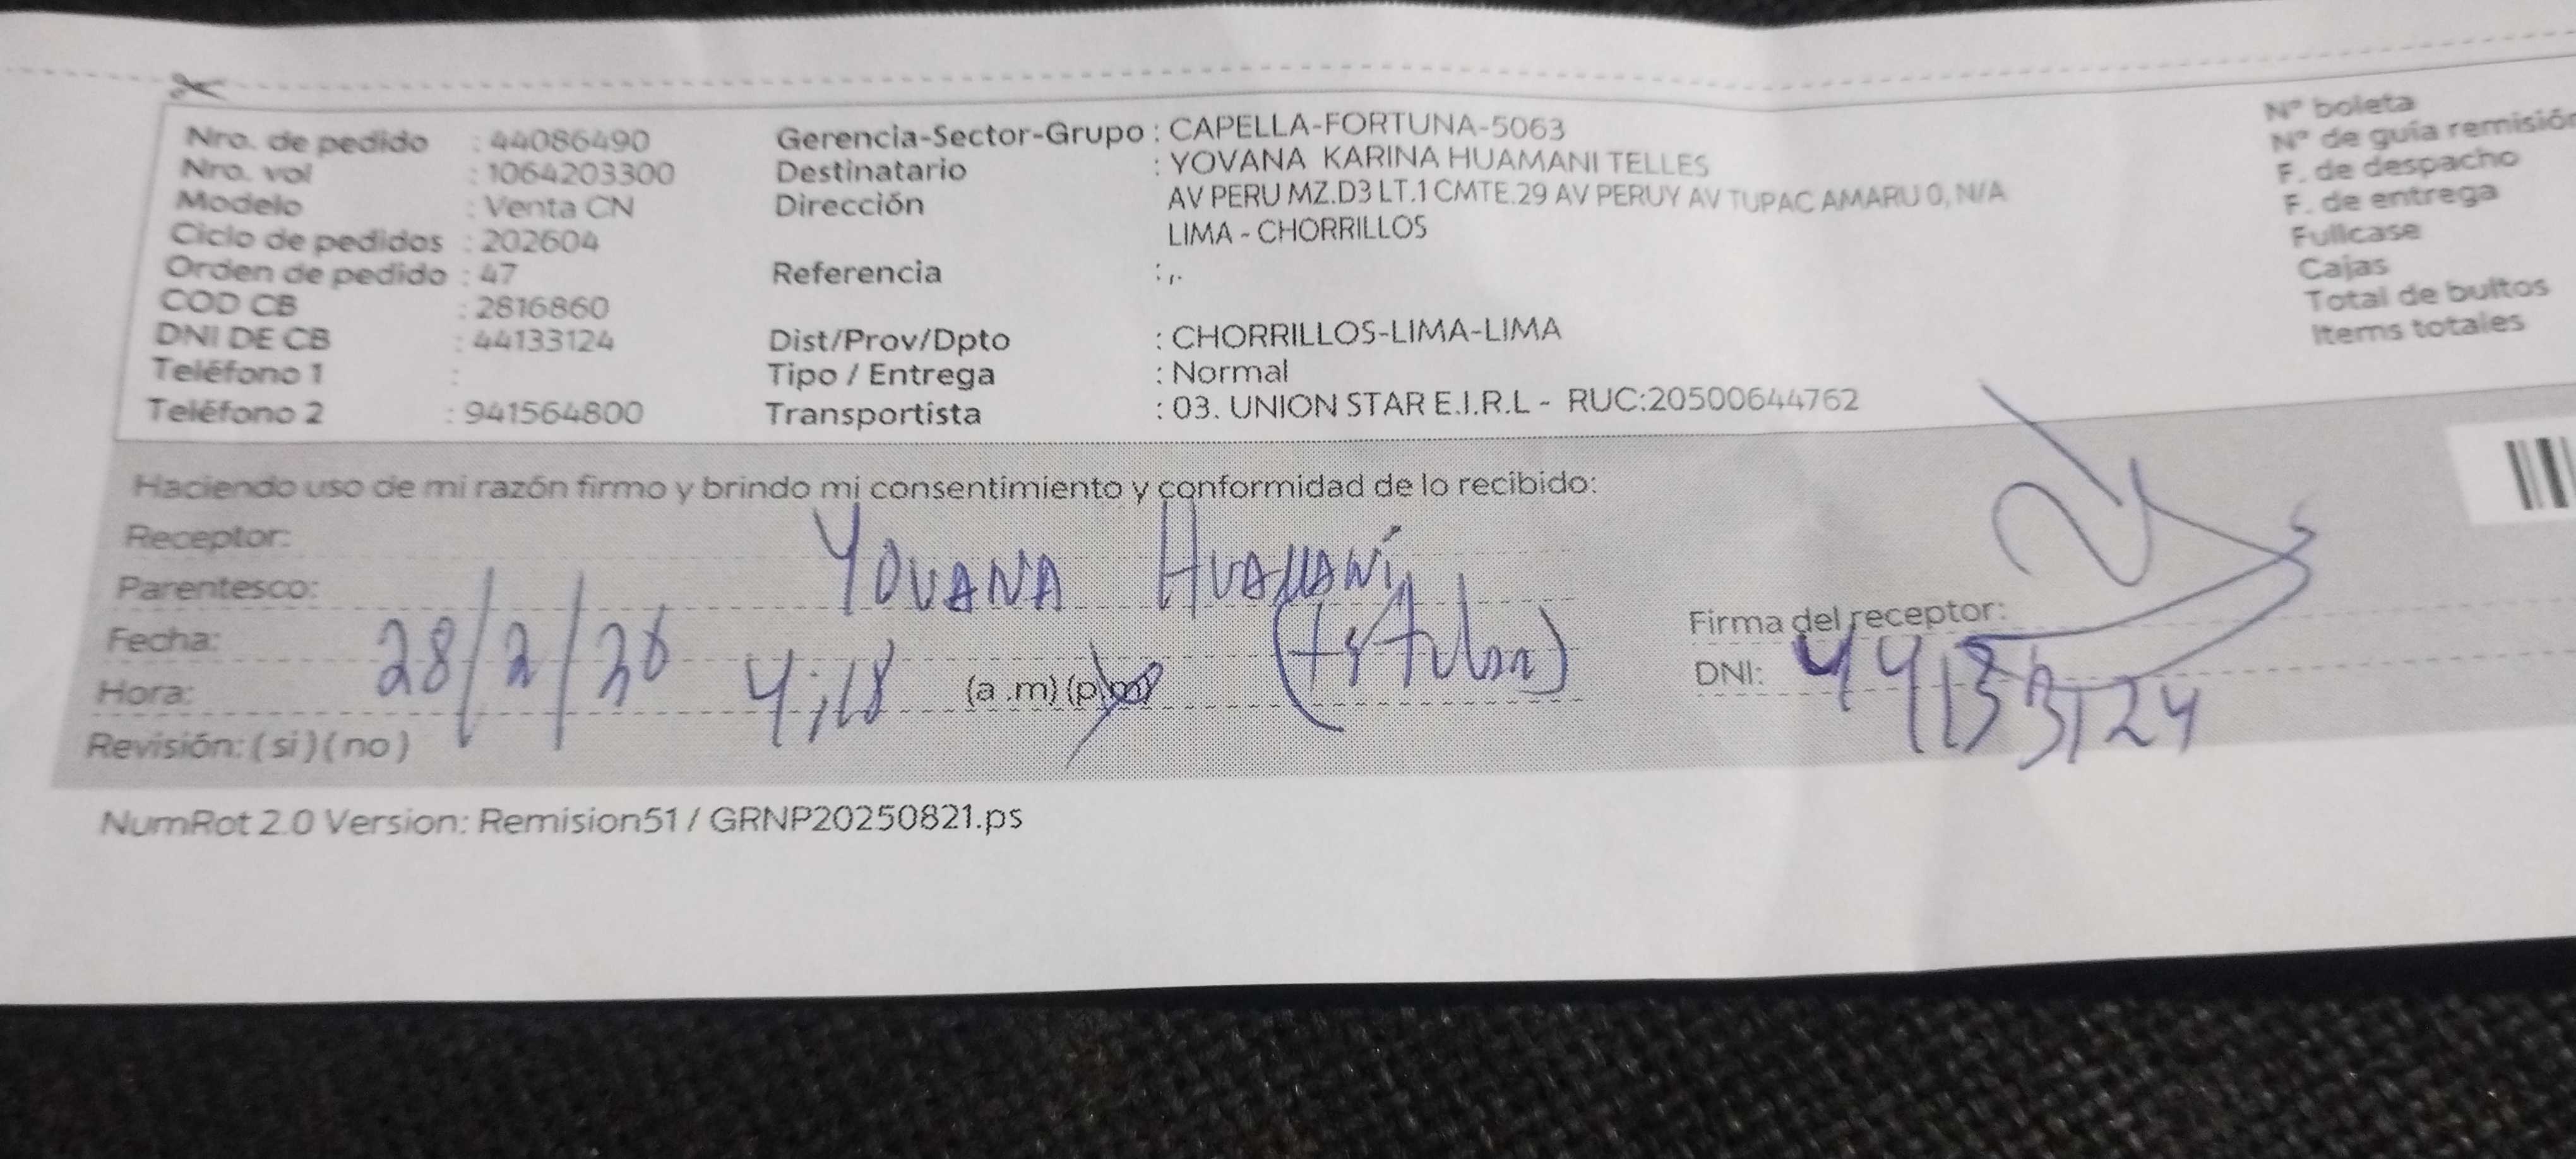 Nro. de pedido : 44086490
Nro. vol : 1064203300
Modelo : Venta CN
Ciclo de pedidos : 202604
Orden de pedido : 47
COD CB : 2816860
DNI DE CB : 44133124
Teléfono 1 :
Teléfono 2 : 941564800
Gerencia-Sector-Grupo : CAPELLA-FORTUNA-5063
Destinatario : YOVANA KARINA HUAMANI TELLES
Dirección AV PERU MZ.D3 LT.1 CMTE.29 AV PERUY AV TUPAC AMARU 0, N/A
LIMA - CHORRILLOS
Referencia : ,.
Dist/Prov/Dpto : CHORRILLOS-LIMA-LIMA
Tipo / Entrega : Normal
Transportista : 03. UNION STAR E.I.R.L - RUC:20500644762
N° boleta
N° de guía remisión
F. de despacho
F. de entrega
Fullcase
Cajas
Total de bultos
Items totales
Haciendo uso de mi razón firmo y brindo mi consentimiento y conformidad de lo recibido:
Receptor: YOVANA HUAMANI
Parentesco:
Fecha: 28/2/26
Hora: 4:18 (a .m) (p.m)
Revisión: ( si ) ( no )
Firma del receptor:
DNI: 44133124
NumRot 2.0 Version: Remision51 / GRNP20250821.ps